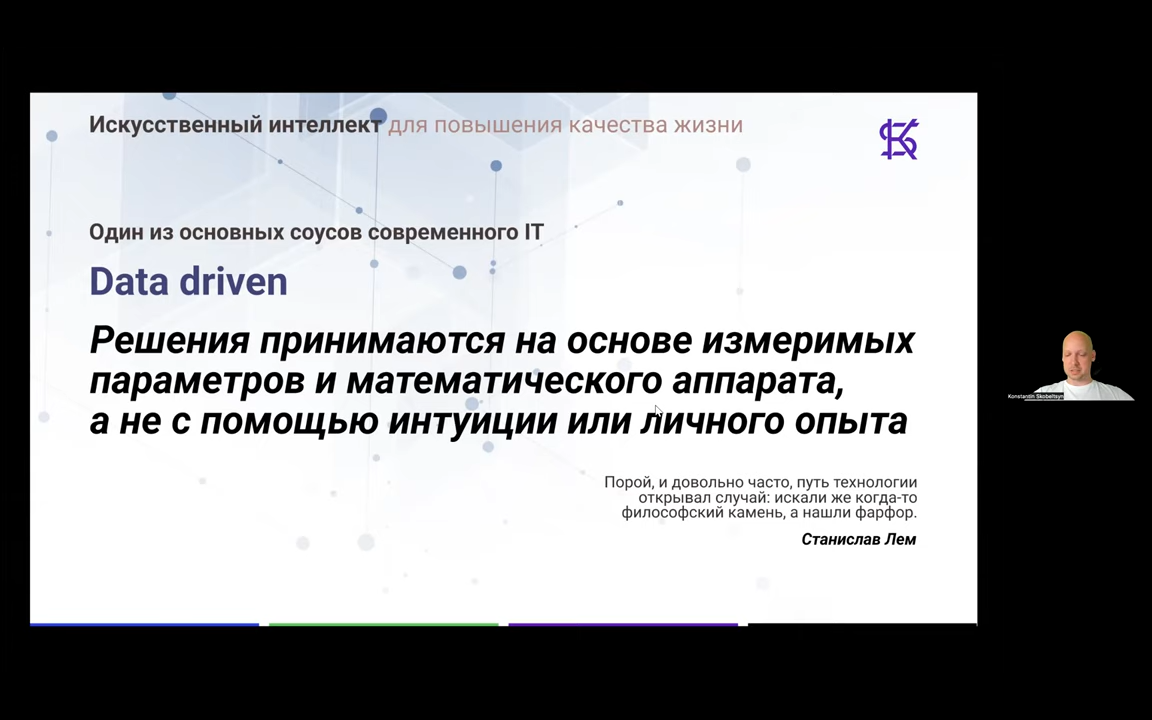 Искусственный интеллект для повышения качества жизни
Один из основных соусов современного IT
Data driven
Решения принимаются на основе измеримых
параметров и математического аппарата,
а не с помощью интуиции или личного опыта
Порой, и довольно часто, путь технологии
открывал случай: искали же когда-то
философский камень, а нашли фарфор.
Станислав Лем
Konstantin Skobeltsyn